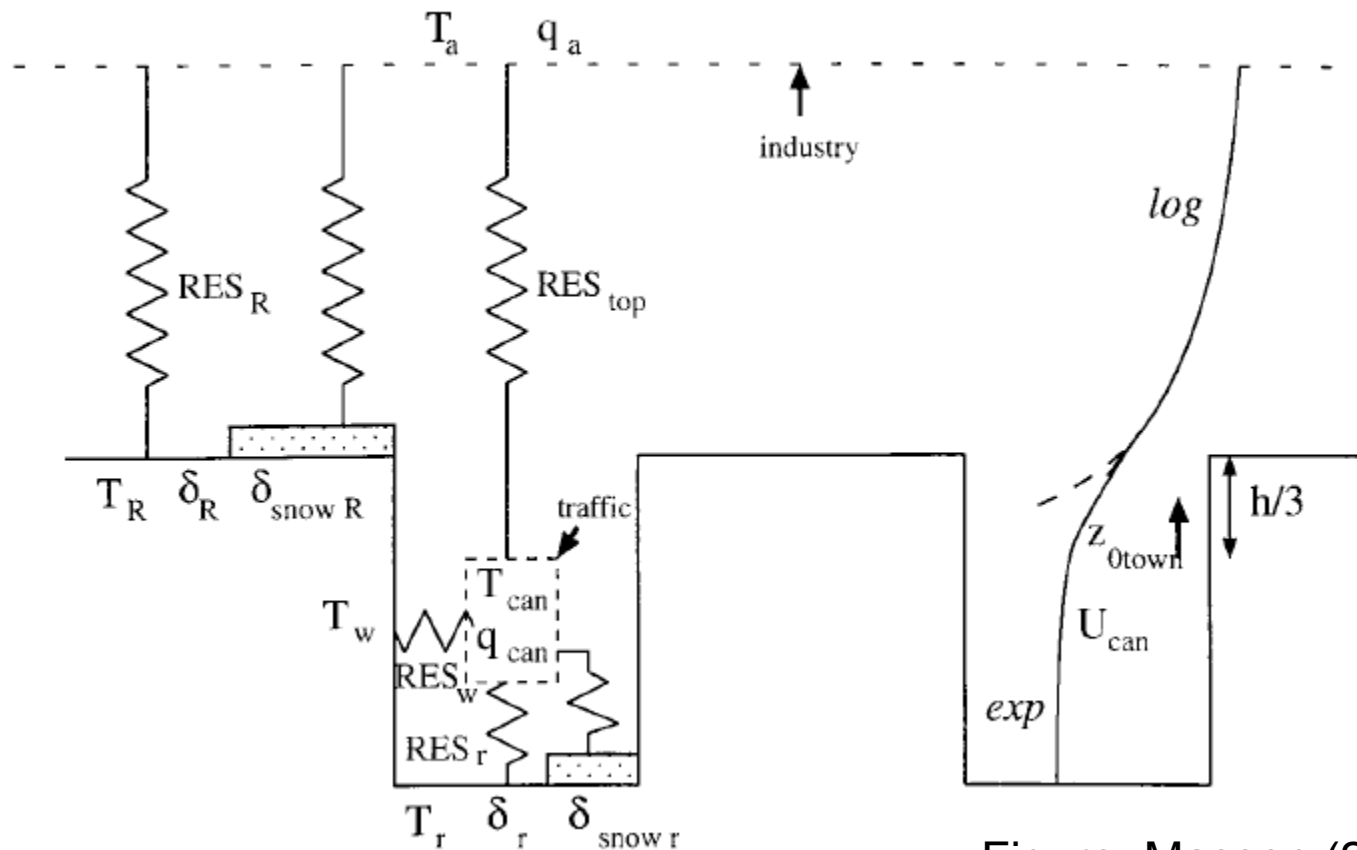 T_a q_a
industry
log
RES_R
RES_top
T_R δ_R δ_snow R
traffic
h/3
z_0town
T_can
T_w
q_can
U_can
RES_w
exp
RES_r
T_r δ_r δ_snow r